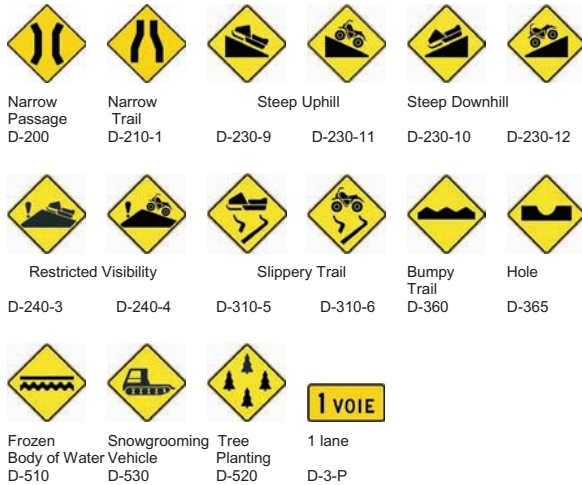 Narrow Passage D-200
Narrow Trail D-210-1
Steep Uphill
D-230-9 D-230-11
Steep Downhill
D-230-10 D-230-12
! !
Restricted Visibility
D-240-3 D-240-4
Slippery Trail
D-310-5 D-310-6
Bumpy
Trail
D-360
Hole
D-365
1 VOIE
Frozen
Body of Water
D-510
Snowgrooming
Vehicle
D-530
Tree
Planting
D-520
1 lane
D-3-P